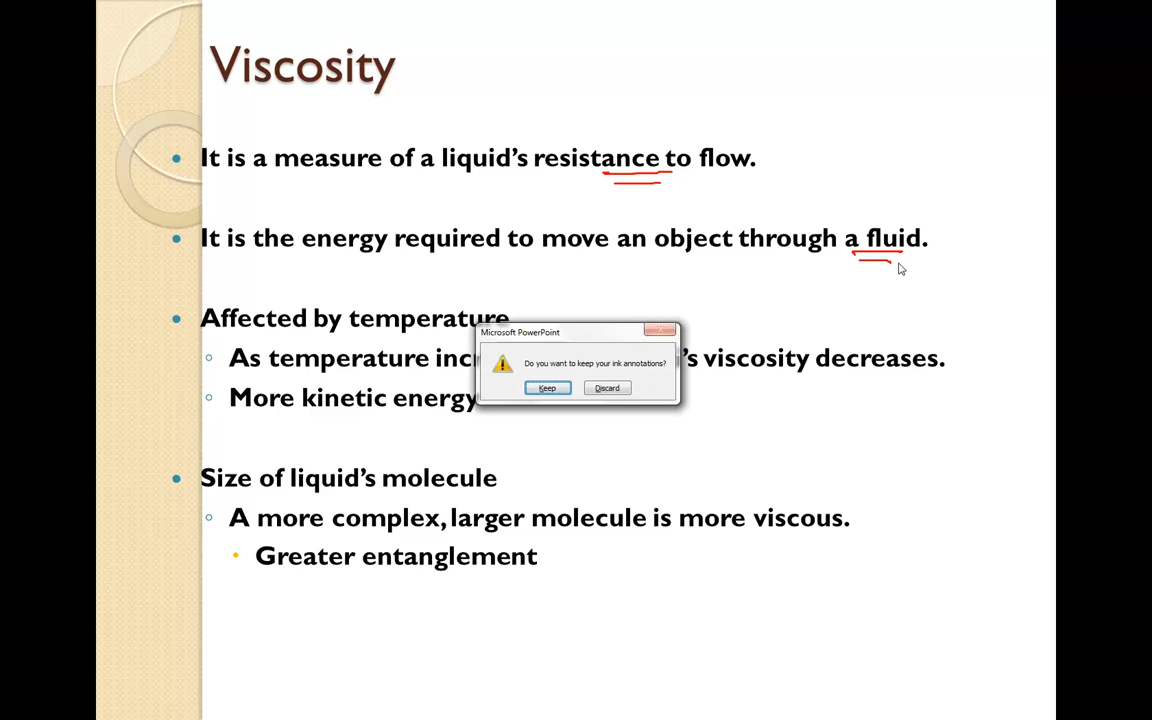 Viscosity
It is a measure of a liquid's resistance to flow.
It is the energy required to move an object through a fluid.
Affected by temperature
As temperature 's viscosity decreases.
More kinetic energy
Microsoft PowerPoint
Do you want to keep your ink annotations?
Keep Discard
Size of liquid's molecule
A more complex, larger molecule is more viscous.
Greater entanglement